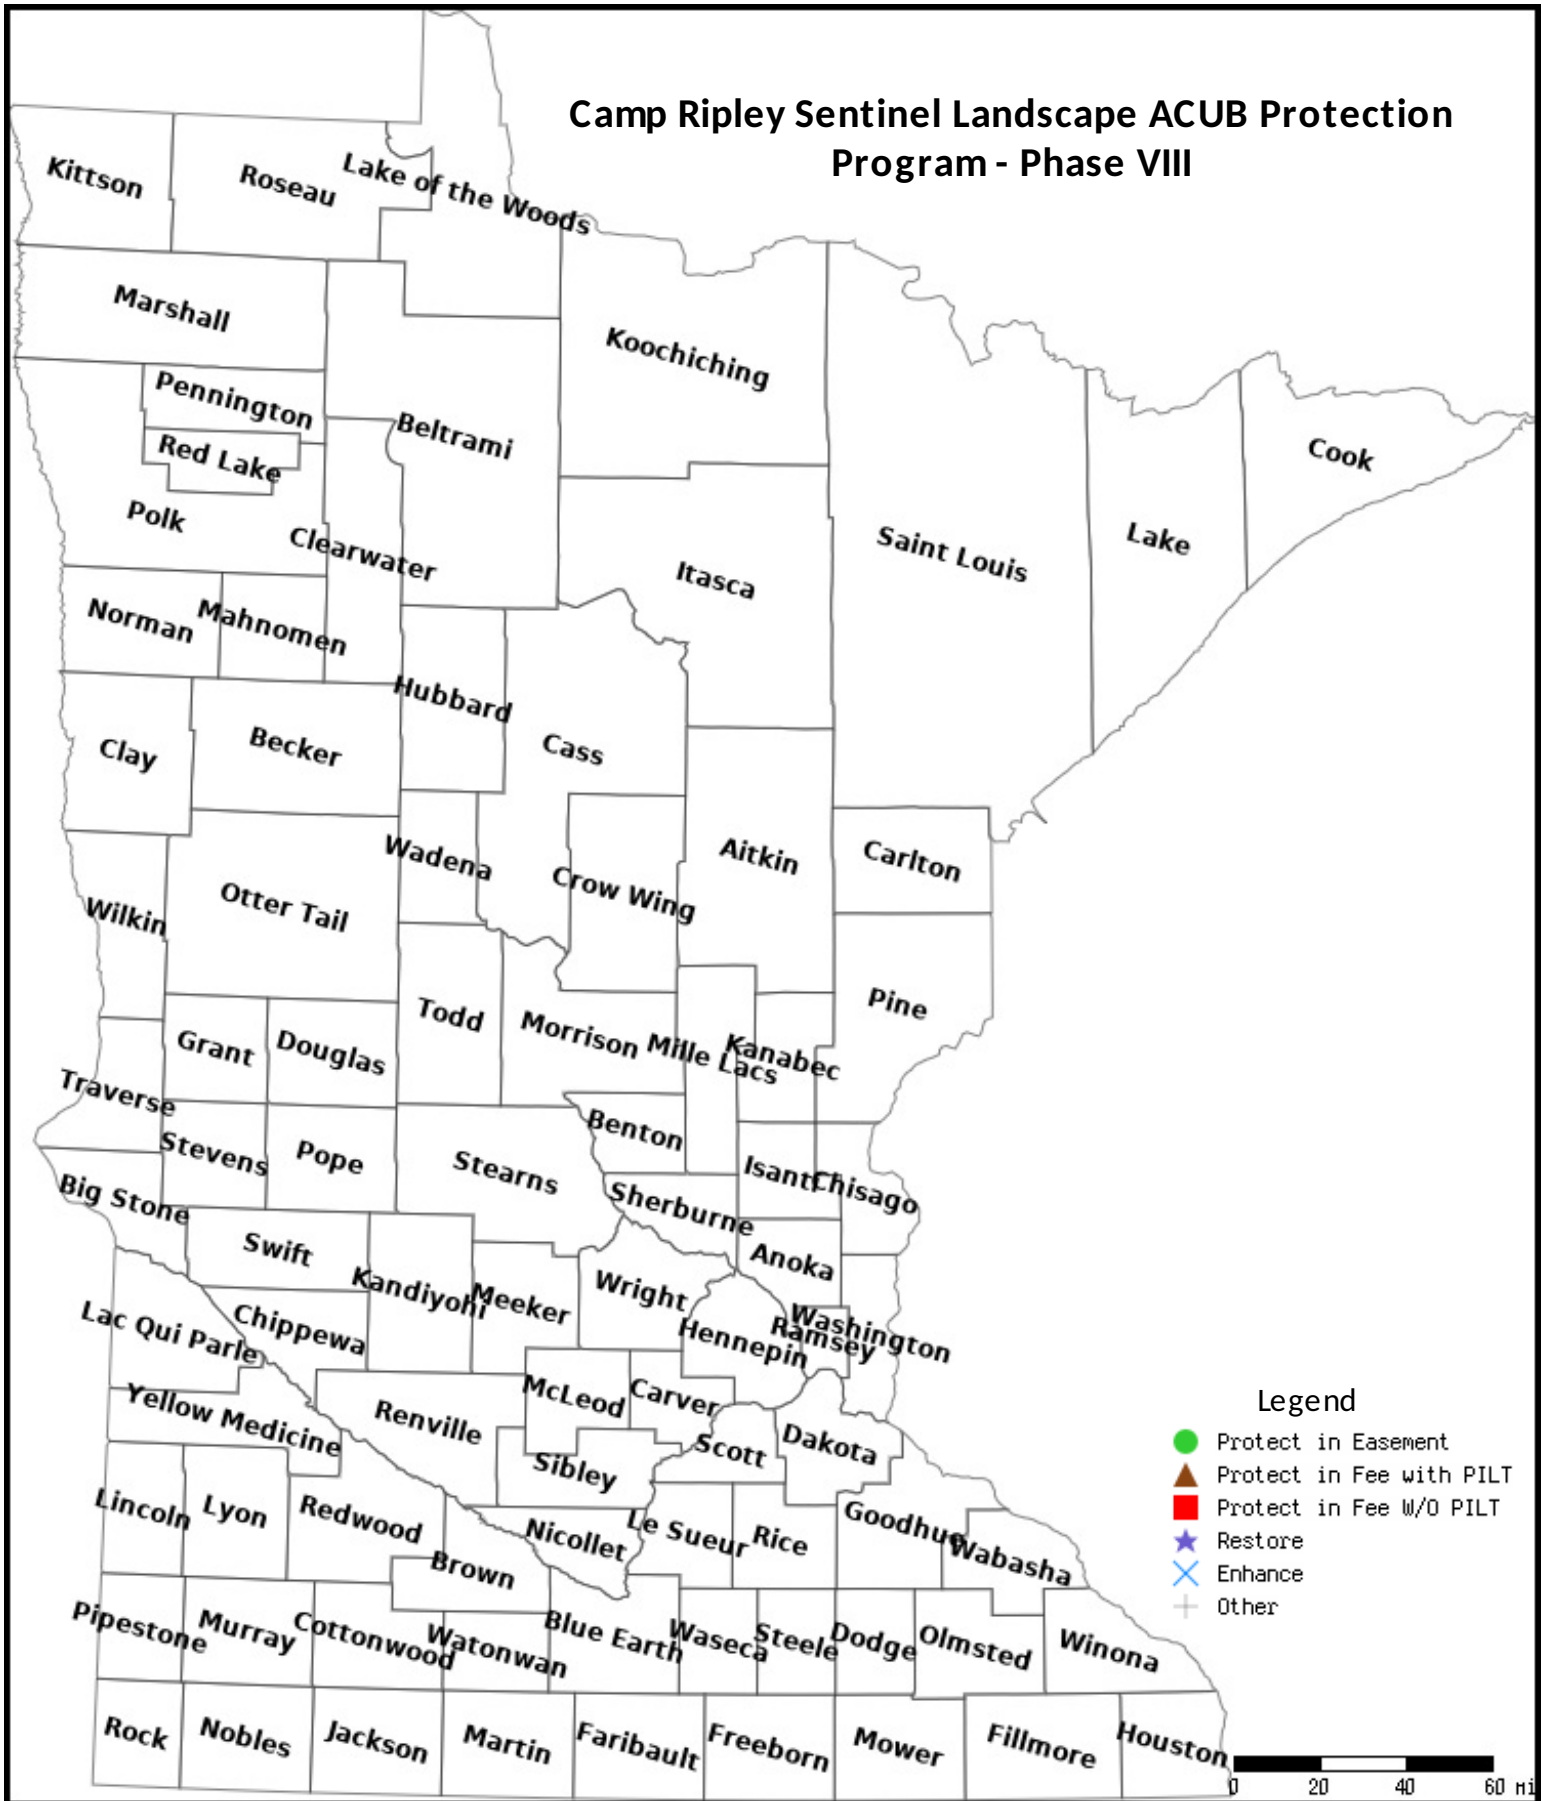 Camp Ripley Sentinel Landscape ACUB Protection
Program - Phase VIII
Kittson
Roseau
Lake of the Woods
Marshall
Koochiching
Pennington
Beltrami
Red Lake
Cook
Polk
Clearwater
Saint Louis
Lake
Itasca
Norman
Mahnomen
Hubbard
Clay
Becker
Cass
Wadena
Aitkin
Carlton
Crow Wing
Otter Tail
Wilkin
Pine
Todd
Morrison
Mille Lacs
Kanabec
Grant
Douglas
Traverse
Benton
Stevens
Pope
Stearns
Isanti
Chisago
Big Stone
Sherburne
Swift
Anoka
Kandiyohi
Meeker
Wright
Washington
Ramsey
Lac Qui Parle
Chippewa
Hennepin
McLeod
Carver
Yellow Medicine
Renville
Scott
Dakota
Sibley
Lincoln
Lyon
Redwood
Nicollet
Le Sueur
Rice
Goodhue
Wabasha
Brown
Pipestone
Murray
Cottonwood
Watonwan
Blue Earth
Waseca
Steele
Dodge
Olmsted
Winona
Rock
Nobles
Jackson
Martin
Faribault
Freeborn
Mower
Fillmore
Houston
Legend
Protect in Easement
Protect in Fee with PILT
Protect in Fee W/O PILT
Restore
Enhance
Other
0 20 40 60 mi